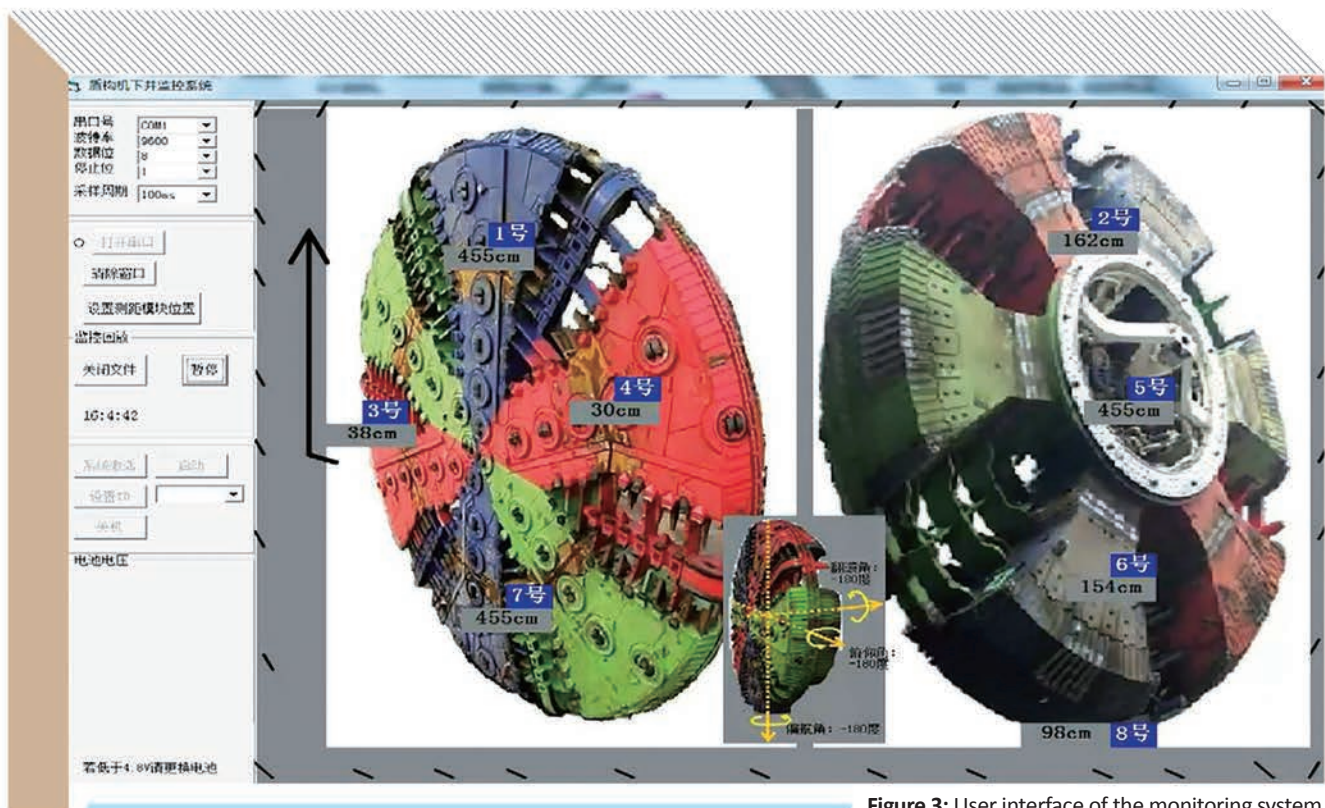 盾构机下井监控系统
串口号 COM1
波特率 9600
数据位 8
停止位 1
采样周期 100ms
打开串口
清除窗口
设置测距模块位置
监控回放
关闭文件 暂停
16:4:42
启动
设置ID
关机
电池电压
若低于4.8V请更换电池
1号
455cm
3号
38cm
4号
30cm
7号
455cm
翻滚角:
-180度
俯仰角:
-180度
偏航角: -180度
2号
162cm
5号
455cm
6号
154cm
98cm 8号
Figure 3: User interface of the monitoring system